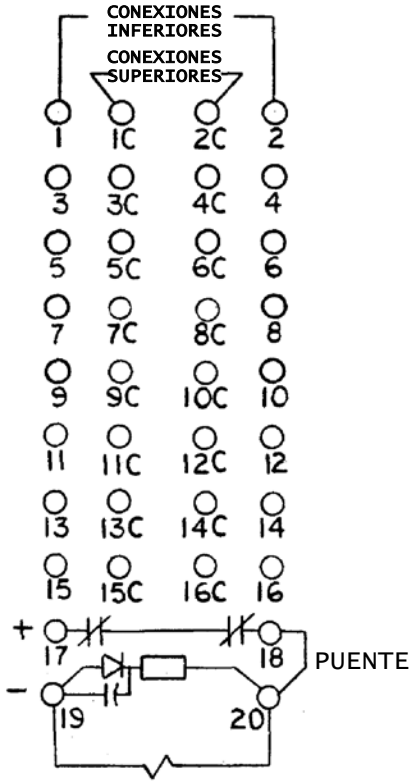 CONEXIONES
INFERIORES
CONEXIONES
SUPERIORES
1 1C 2C 2
3 3C 4C 4
5 5C 6C 6
7 7C 8C 8
9 9C 10C 10
11 11C 12C 12
13 13C 14C 14
15 15C 16C 16
+ 17 18
PUENTE
- 19 20